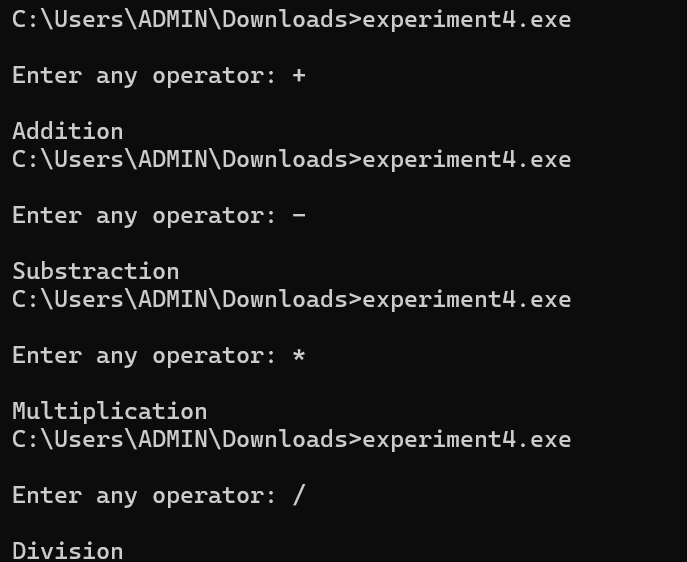 C:\Users\ADMIN\Downloads>experiment4.exe
Enter any operator: +
Addition
C:\Users\ADMIN\Downloads>experiment4.exe
Enter any operator: -
Substraction
C:\Users\ADMIN\Downloads>experiment4.exe
Enter any operator: *
Multiplication
C:\Users\ADMIN\Downloads>experiment4.exe
Enter any operator: /
Division